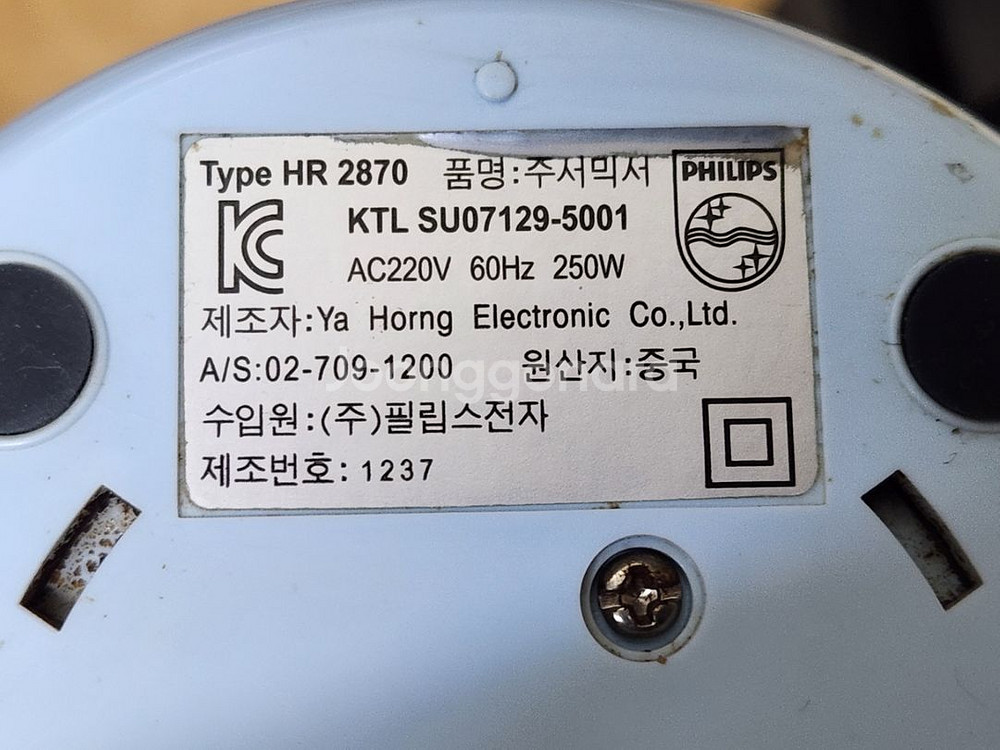 Type HR 2870 품명:주서믹서
PHILIPS
KTL SU07129-5001
AC220V 60Hz 250W
제조자:Ya Horng Electronic Co.,Ltd.
A/S:02-709-1200 원산지:중국
수입원:(주)필립스전자
제조번호: 1237
Joonggonara